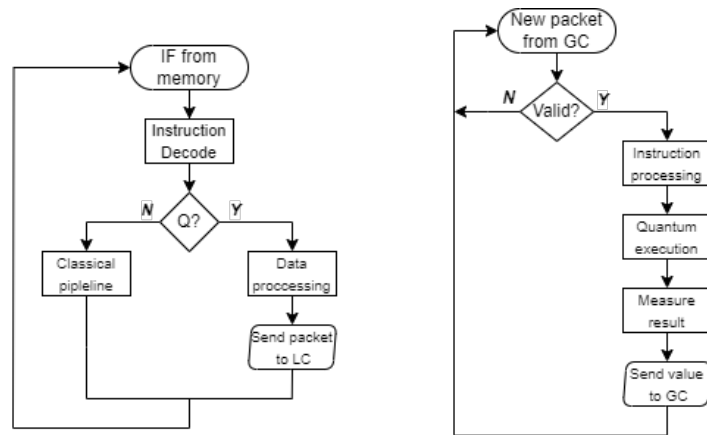 IF from
memory
Instruction
Decode
N
Q?
Y
Classical
pipleline
Data
proccessing
Send packet
to LC
New packet
from GC
N
Valid?
Y
Instruction
processing
Quantum
execution
Measure
result
Send value
to GC